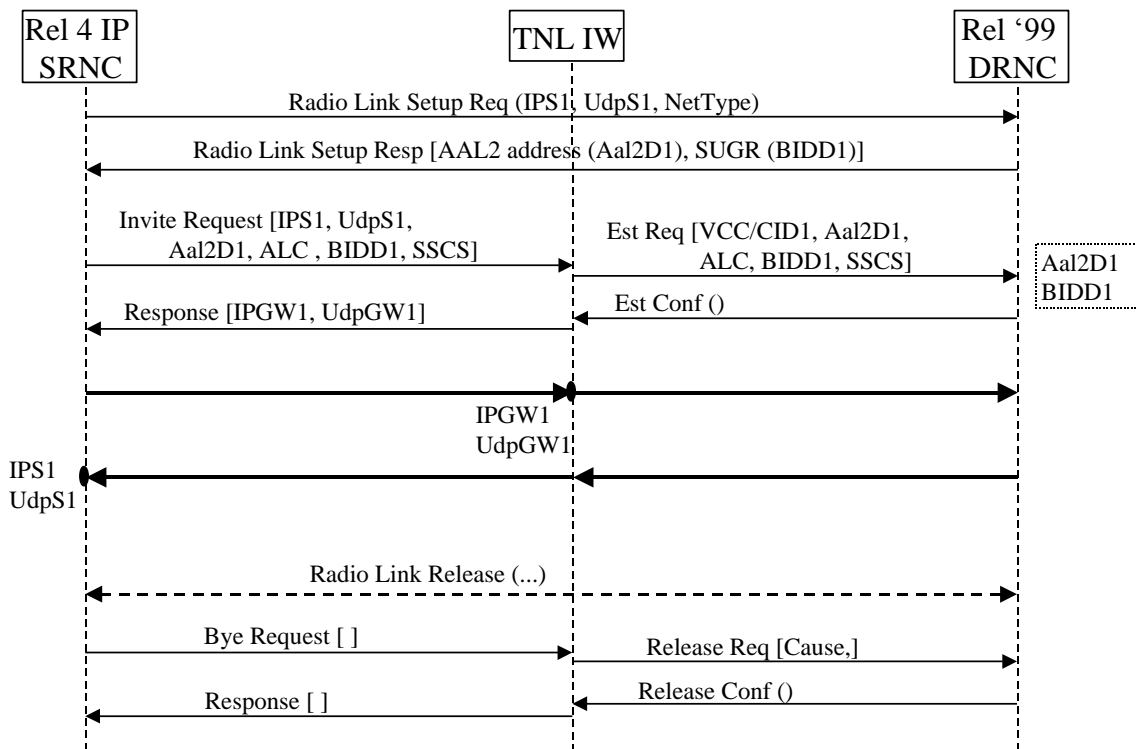 Rel 4 IP
SRNC
TNL IW
Rel ‘99
DRNC
Radio Link Setup Req (IPS1, UdpS1, NetType)
Radio Link Setup Resp [AAL2 address (Aal2D1), SUGR (BIDD1)]
Invite Request [IPS1, UdpS1,
Aal2D1, ALC , BIDD1, SSCS]
Est Req [VCC/CID1, Aal2D1,
ALC, BIDD1, SSCS]
Aal2D1
BIDD1
Response [IPGW1, UdpGW1]
Est Conf ()
IPGW1
UdpGW1
IPS1
UdpS1
Radio Link Release (...)
Bye Request [ ]
Release Req [Cause,]
Response [ ]
Release Conf ()